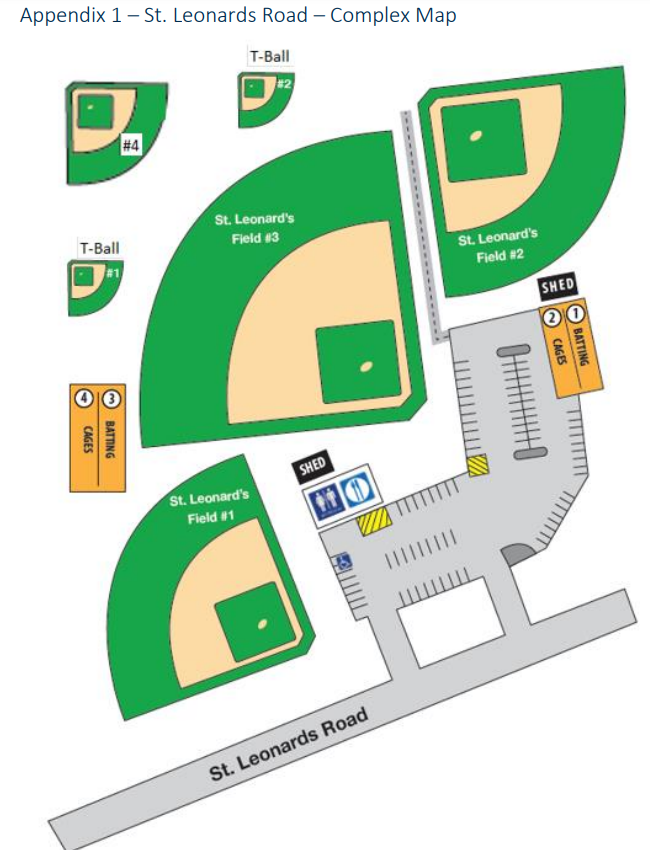 Appendix 1 – St. Leonards Road – Complex Map
T-Ball
#2
#4
St. Leonard's
Field #3
St. Leonard's
Field #2
T-Ball
#1
SHED
2 1
CAGES
BATTING
4 3
CAGES
BATTING
SHED
St. Leonard's
Field #1
St. Leonards Road